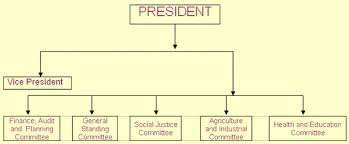 PRESIDENT
Vice President
Finance, Audit
and Planning
Committee
General
Standing
Committee
Social Justice
Committee
Agriculture
and Industrial
Committee
Health and Education
Committee